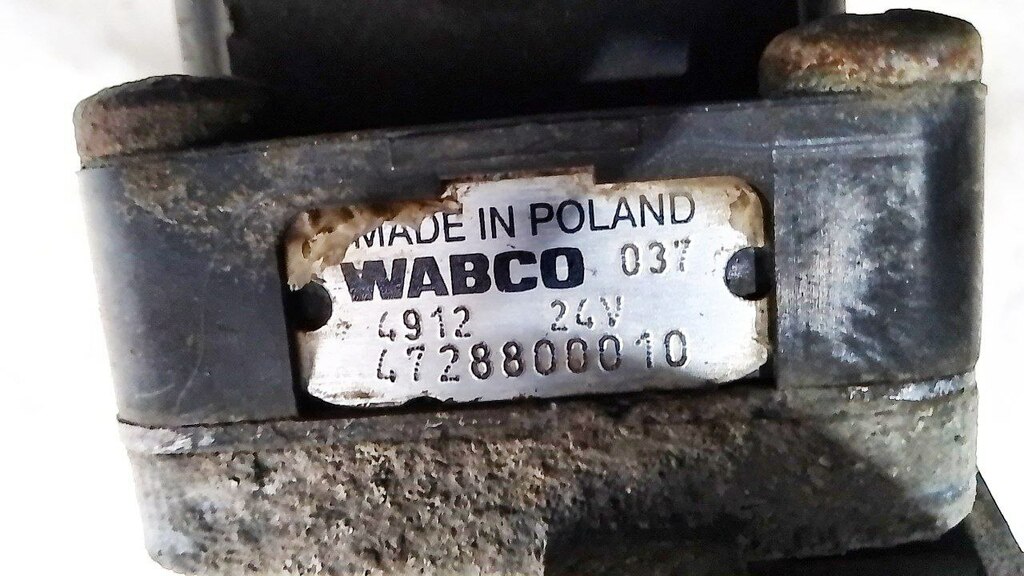 MADE IN POLAND
WABCO 037
4912 24V
4728800010